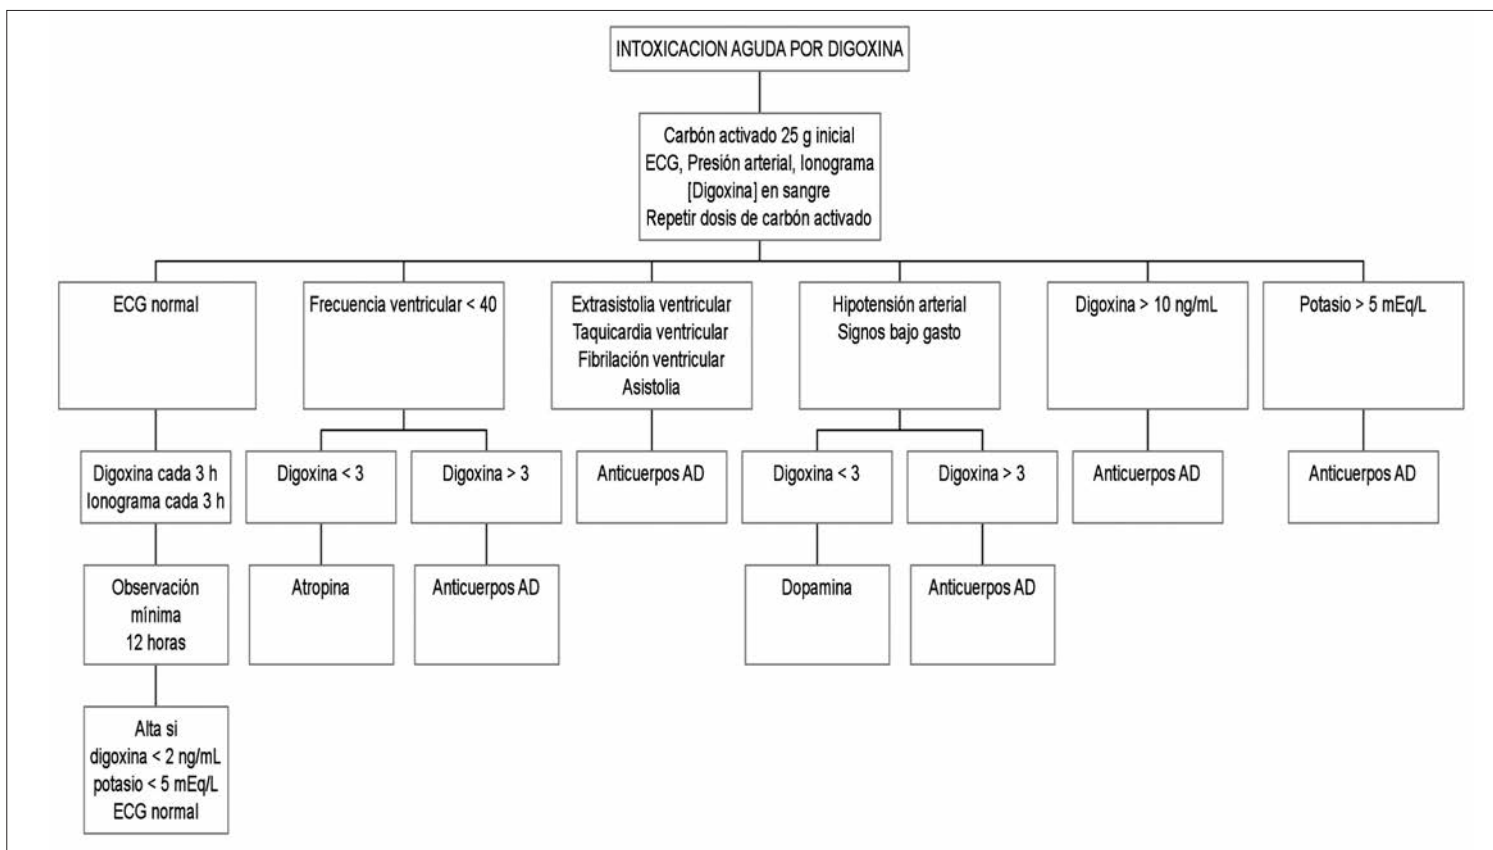 INTOXICACION AGUDA POR DIGOXINA
Carbón activado 25 g inicial
ECG, Presión arterial, Ionograma
[Digoxina] en sangre
Repetir dosis de carbón activado
ECG normal
Frecuencia ventricular < 40
Extrasistolia ventricular
Taquicardia ventricular
Fibrilación ventricular
Asistolia
Hipotensión arterial
Signos bajo gasto
Digoxina > 10 ng/mL
Potasio > 5 mEq/L
Digoxina cada 3 h
Ionograma cada 3 h
Digoxina < 3
Digoxina > 3
Anticuerpos AD
Digoxina < 3
Digoxina > 3
Anticuerpos AD
Anticuerpos AD
Observación
mínima
12 horas
Atropina
Anticuerpos AD
Dopamina
Anticuerpos AD
Alta si
digoxina < 2 ng/mL
potasio < 5 mEq/L
ECG normal